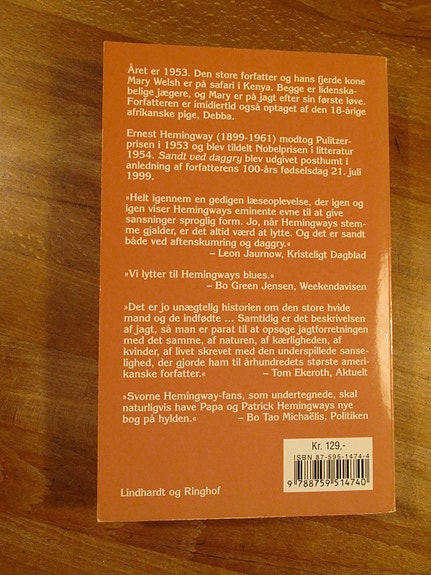 Året er 1953. Den store forfatter og hans fjerde kone
Mary Welsh er på safari i Kenya. Begge er lidenska-
belige jægere, og Mary er på jagt efter sin første løve.
Forfatteren er imidlertid også optaget af den 18-årige
afrikanske pige, Debba.
Ernest Hemingway (1899-1961) modtog Pulitzer-
prisen i 1953 og blev tildelt Nobelprisen i litteratur
1954. Sandt ved daggry blev udgivet posthumt i
anledning af forfatterens 100-års fødselsdag 21. juli
1999.
»Helt igennem en gedigen læseoplevelse, der igen og
igen viser Hemingways eminente evne til at give
sansninger sproglig form. Jo, når Hemingways stem-
me gjalder, er det altid værd at lytte. Og det er sandt
både ved aftenskumring og daggry.«
– Leon Jaurnow, Kristeligt Dagblad
»Vi lytter til Hemingways blues.«
– Bo Green Jensen, Weekendavisen
»Det er jo unægtelig historien om den store hvide
mand og de indfødte ... Samtidig er det beskrivelsen
af jagt, så man er parat til at opsøge jagtforretningen
med det samme, af naturen, af kærligheden, af
kvinder, af livet skrevet med den underspillede sanse-
lighed, der gjorde ham til århundredets største ameri-
kanske forfatter.« – Tom Ekeroth, Aktuelt
»Svorne Hemingway-fans, som undertegnede, skal
naturligvis have Papa og Patrick Hemingways nye
bog på hylden.« – Bo Tao Michaëlis, Politiken
Kr. 129,-
ISBN 87-595-1474-4
9 788759 514740
Lindhardt og Ringhof